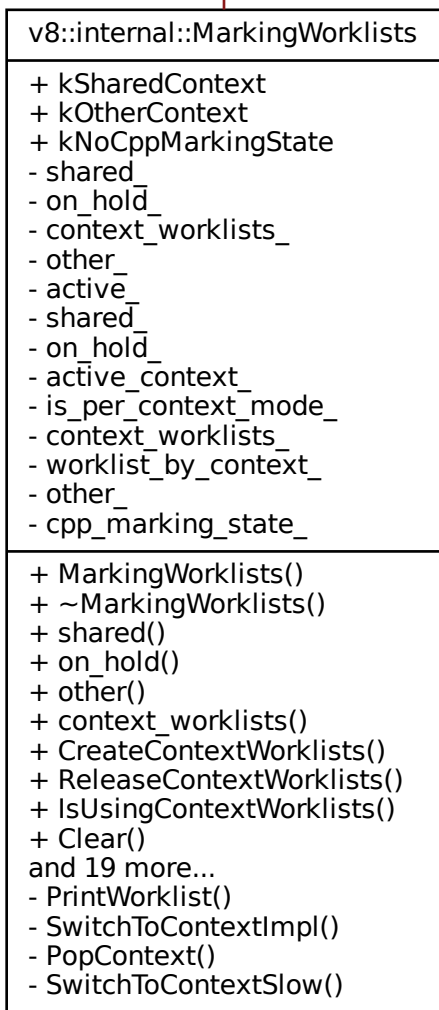 v8::internal::MarkingWorklists
+ kSharedContext
+ kOtherContext
+ kNoCppMarkingState
- shared_
- on_hold_
- context_worklists_
- other_
- active_
- shared_
- on_hold_
- active_context_
- is_per_context_mode_
- context_worklists_
- worklist_by_context_
- other_
- cpp_marking_state_
+ MarkingWorklists()
+ ~MarkingWorklists()
+ shared()
+ on_hold()
+ other()
+ context_worklists()
+ CreateContextWorklists()
+ ReleaseContextWorklists()
+ IsUsingContextWorklists()
+ Clear()
and 19 more...
- PrintWorklist()
- SwitchToContextImpl()
- PopContext()
- SwitchToContextSlow()